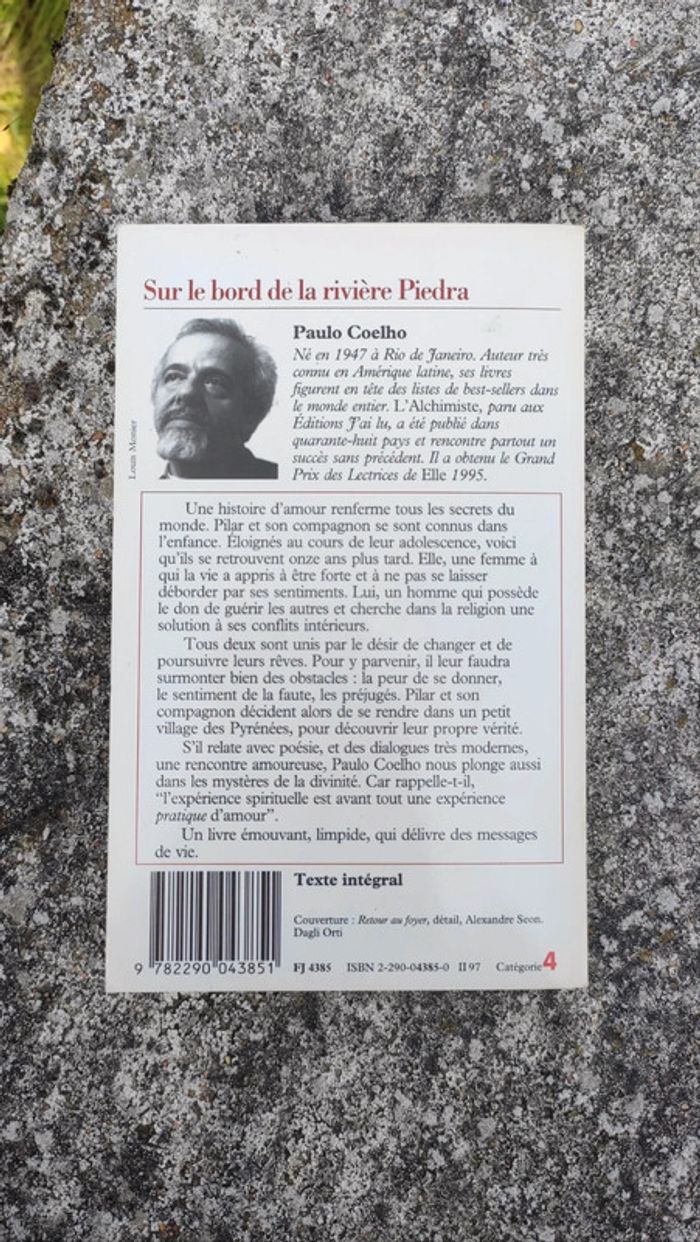 Sur le bord de la rivière Piedra
Paulo Coelho
Né en 1947 à Rio de Janeiro. Auteur très
connu en Amérique latine, ses livres
figurent en tête des listes de best-sellers dans
le monde entier. L'Alchimiste, paru aux
Éditions J'ai lu, a été publié dans
quarante-huit pays et rencontre partout un
succès sans précédent. Il a obtenu le Grand
Prix des Lectrices de Elle 1995.
Louis Monier
Une histoire d'amour renferme tous les secrets du
monde. Pilar et son compagnon se sont connus dans
l'enfance. Éloignés au cours de leur adolescence, voici
qu'ils se retrouvent onze ans plus tard. Elle, une femme à
qui la vie a appris à être forte et à ne pas se laisser
déborder par ses sentiments. Lui, un homme qui possède
le don de guérir les autres et cherche dans la religion une
solution à ses conflits intérieurs.
Tous deux sont unis par le désir de changer et de
poursuivre leurs rêves. Pour y parvenir, il leur faudra
surmonter bien des obstacles : la peur de se donner,
le sentiment de la faute, les préjugés. Pilar et son
compagnon décident alors de se rendre dans un petit
village des Pyrénées, pour découvrir leur propre vérité.
S'il relate avec poésie, et des dialogues très modernes,
une rencontre amoureuse, Paulo Coelho nous plonge aussi
dans les mystères de la divinité. Car rappelle-t-il,
"l'expérience spirituelle est avant tout une expérience
pratique d'amour".
Un livre émouvant, limpide, qui délivre des messages
de vie.
Texte intégral
Couverture : Retour au foyer, détail, Alexandre Seon.
Dagli Orti
9 782290 043851
FJ 4385 ISBN 2-290-04385-0 II 97 Catégorie 4